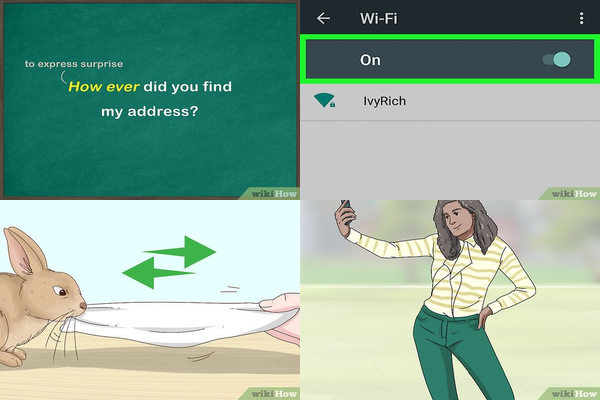 to express surprise
How ever did you find
my address?
wikiHow
Wi-Fi
On
IvyRich
wikiHow
wikiHow
wikiHow